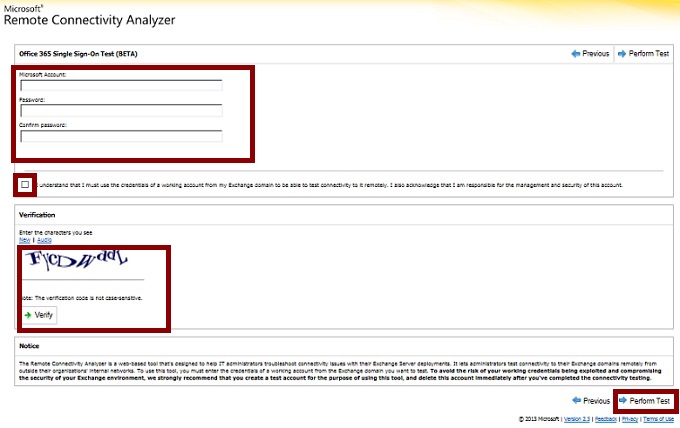 Microsoft®
Remote Connectivity Analyzer
Office 365 Single Sign-On Test (BETA)
Previous
Perform Test
Microsoft Account:
Password:
Confirm password:
I understand that I must use the credentials of a working account from my Exchange domain to be able to test connectivity to it remotely. I also acknowledge that I am responsible for the management and security of this account.
Verification
Enter the characters you see
New | Audio
Note: The verification code is not case-sensitive.
Verify
Notice
The Remote Connectivity Analyzer is a web-based tool that's designed to help IT administrators troubleshoot connectivity issues with their Exchange Server deployments. It lets administrators test connectivity to their Exchange domains remotely from
outside their organizations' internal networks. To use this tool, you must enter the credentials of a working account from the Exchange domain you want to test. To avoid the risk of your working credentials being exploited and compromising
the security of your Exchange environment, we strongly recommend that you create a test account for the purpose of using this tool, and delete this account immediately after you've completed the connectivity testing.
Previous
Perform Test
© 2013 Microsoft | Version 2.3 | Feedback | Privacy | Terms of Use